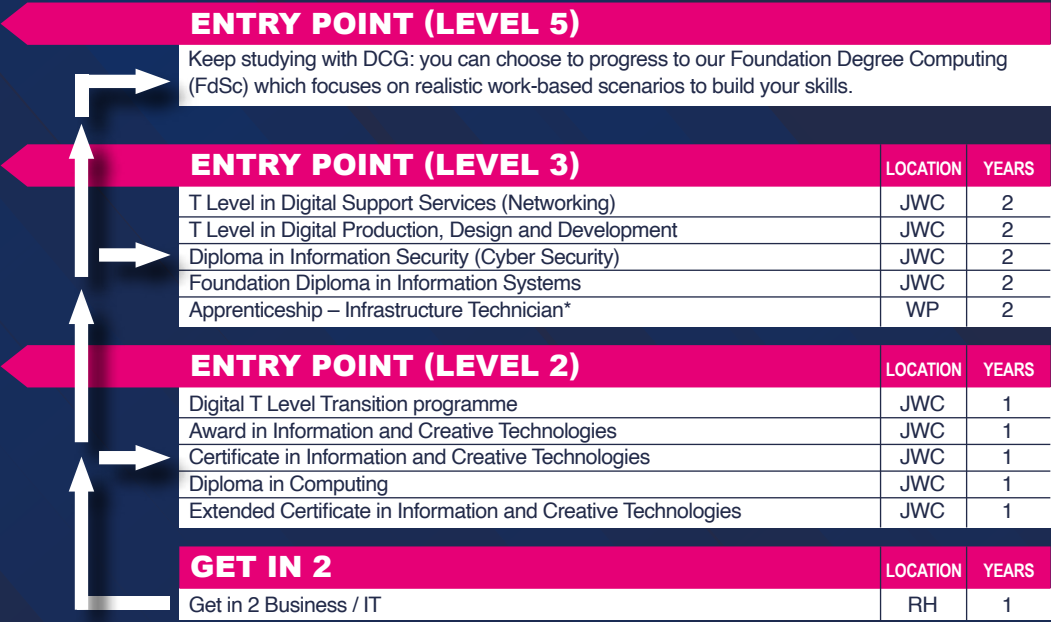 ENTRY POINT (LEVEL 5)
Keep studying with DCG: you can choose to progress to our Foundation Degree Computing
(FdSc) which focuses on realistic work-based scenarios to build your skills.
ENTRY POINT (LEVEL 3) LOCATION YEARS
T Level in Digital Support Services (Networking) JWC 2
T Level in Digital Production, Design and Development JWC 2
Diploma in Information Security (Cyber Security) JWC 2
Foundation Diploma in Information Systems JWC 2
Apprenticeship – Infrastructure Technician* WP 2
ENTRY POINT (LEVEL 2) LOCATION YEARS
Digital T Level Transition programme JWC 1
Award in Information and Creative Technologies JWC 1
Certificate in Information and Creative Technologies JWC 1
Diploma in Computing JWC 1
Extended Certificate in Information and Creative Technologies JWC 1
GET IN 2 LOCATION YEARS
Get in 2 Business / IT RH 1